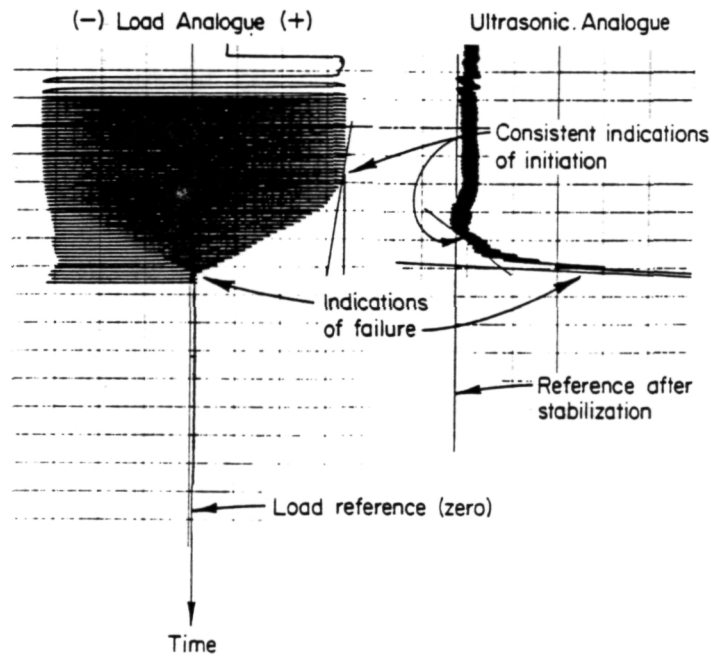 (-) Load Analogue (+)
Ultrasonic. Analogue
Consistent indications
of initiation
Indications
of failure
Reference after
stabilization
Load reference (zero)
Time